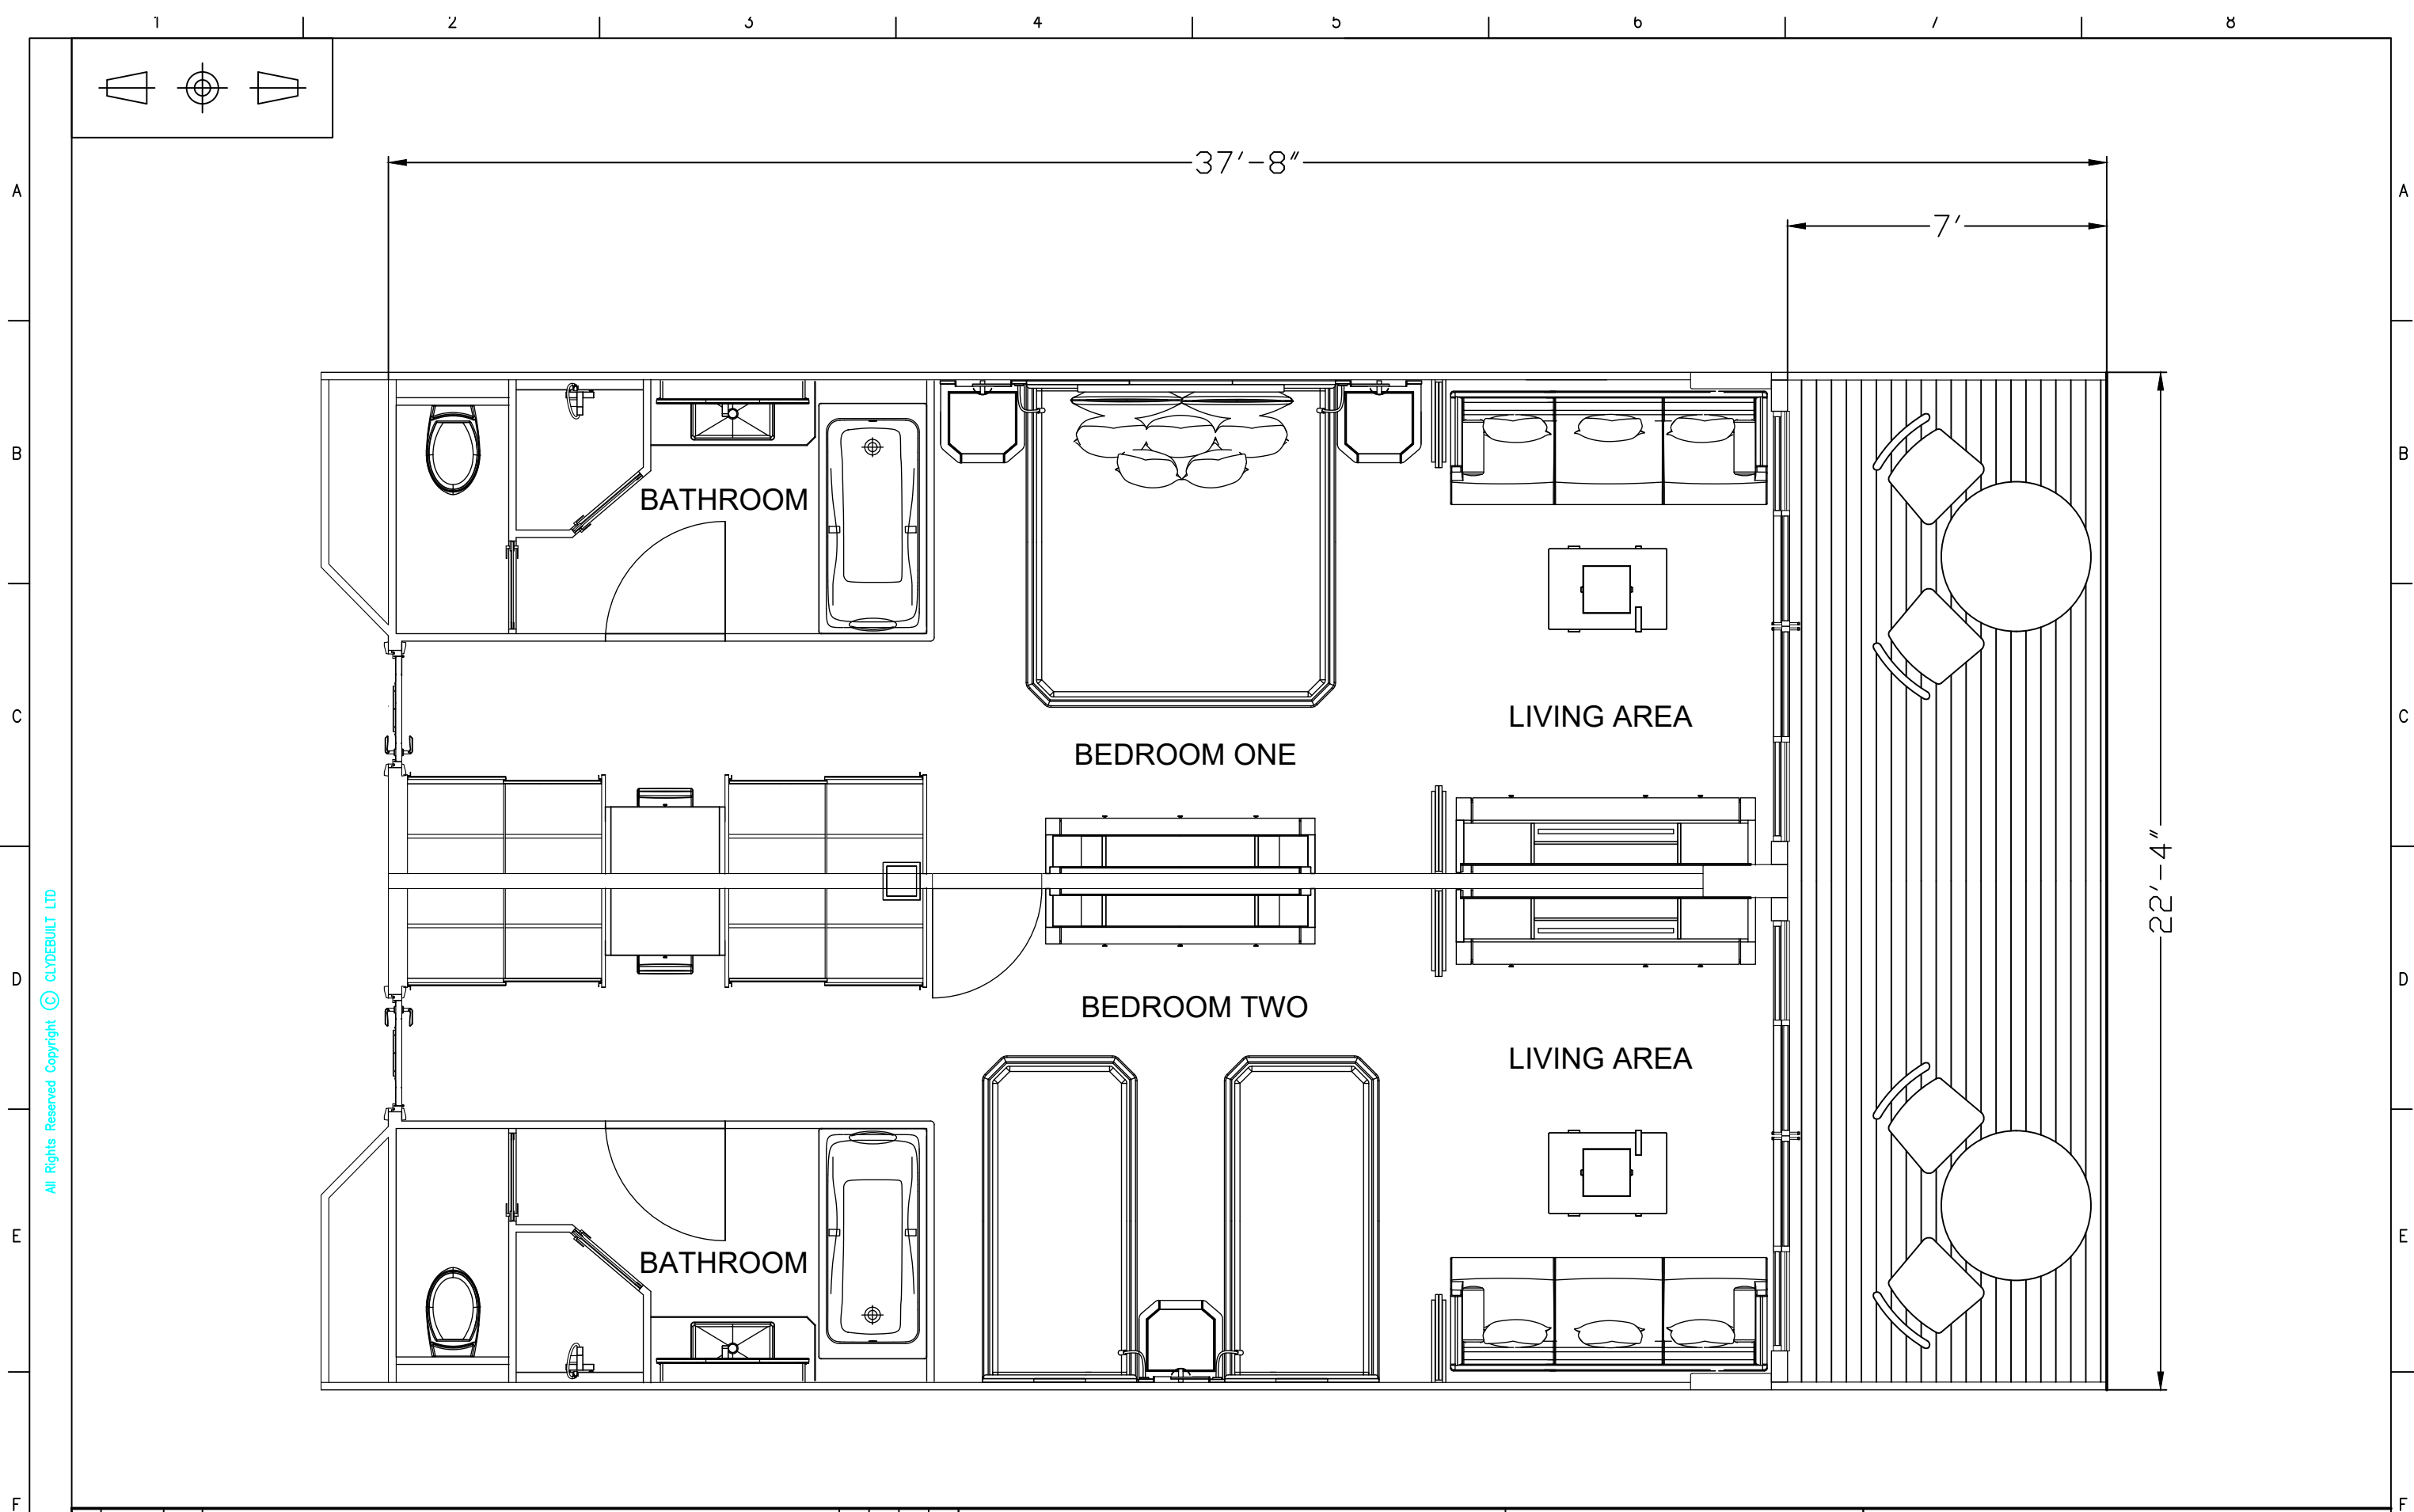 1 2 3 4 5 6 7 8
37'-8"
A A
7'
B B
BATHROOM
C LIVING AREA C
BEDROOM ONE
22'-4"
D D
BEDROOM TWO
LIVING AREA
All Rights Reserved Copyright © CLYDEBUILT LTD
E E
BATHROOM
F F